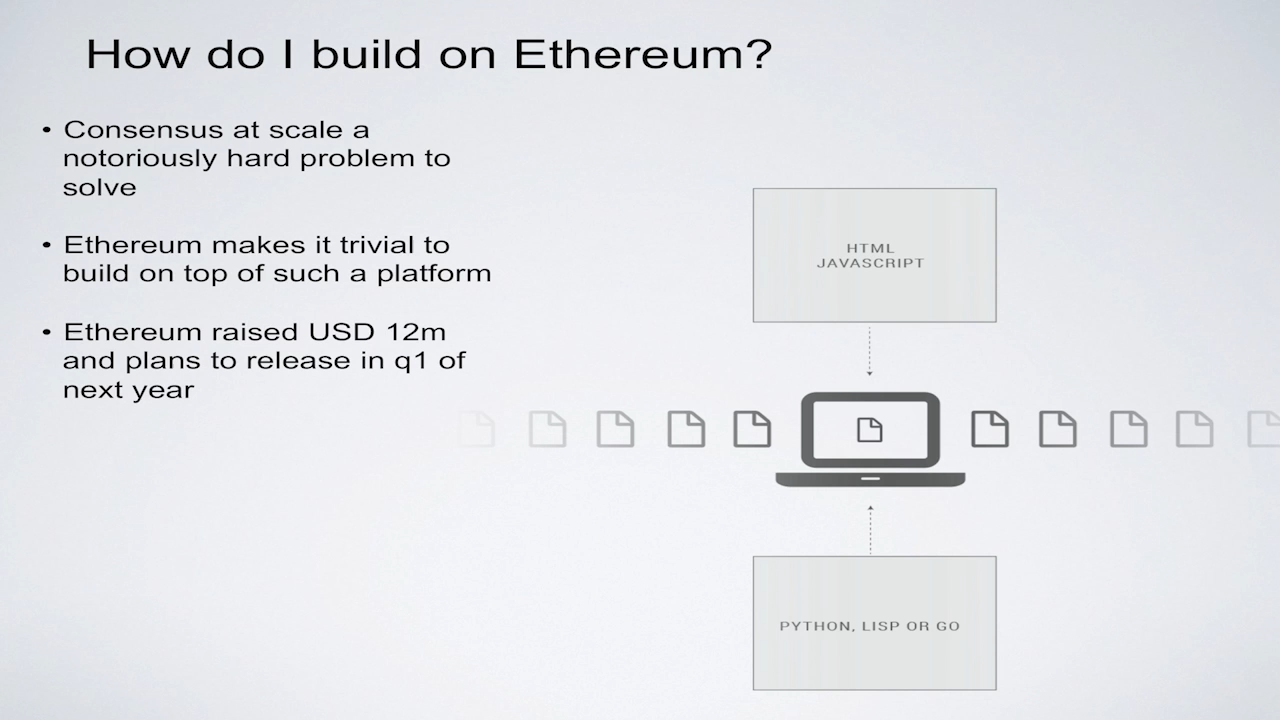 How do I build on Ethereum?
• Consensus at scale a
notoriously hard problem to
solve
• Ethereum makes it trivial to
build on top of such a platform
• Ethereum raised USD 12m
and plans to release in q1 of
next year
HTML
JAVASCRIPT
PYTHON, LISP OR GO